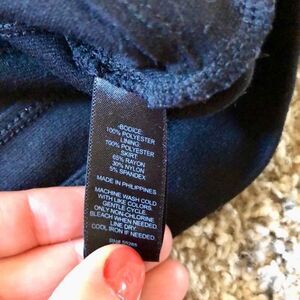 -BODICE
100% POLYESTER
LINING
100% POLYESTER
SKIRT
65% RAYON
30% NYLON
5% SPANDEX
MADE IN PHILIPPINES
MACHINE WASH COLD
WITH LIKE COLORS.
GENTLE CYCLE.
ONLY NON-CHLORINE
BLEACH WHEN NEEDED.
LINE DRY.
COOL IRON IF NEEDED.